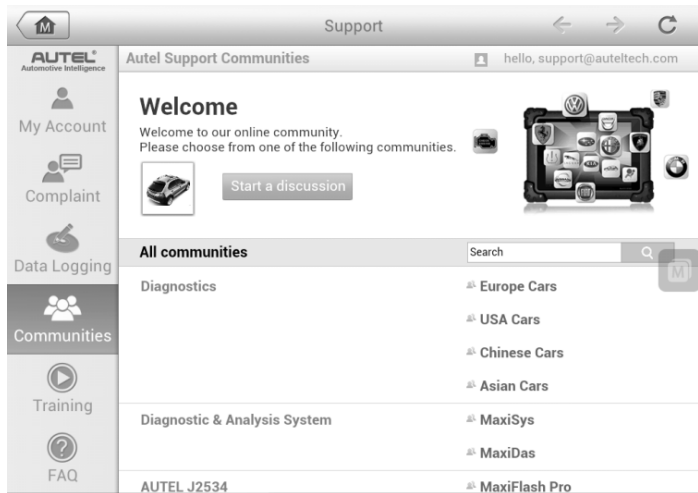 M
Support
AUTEL®
Automotive Intelligence
Autel Support Communities
hello, support@auteltech.com
My Account
Complaint
Data Logging
Communities
Training
FAQ
Welcome
Welcome to our online community.
Please choose from one of the following communities.
Start a discussion
All communities
Search
M
Diagnostics
Europe Cars
USA Cars
Chinese Cars
Asian Cars
Diagnostic & Analysis System
MaxiSys
MaxiDas
AUTEL J2534
MaxiFlash Pro